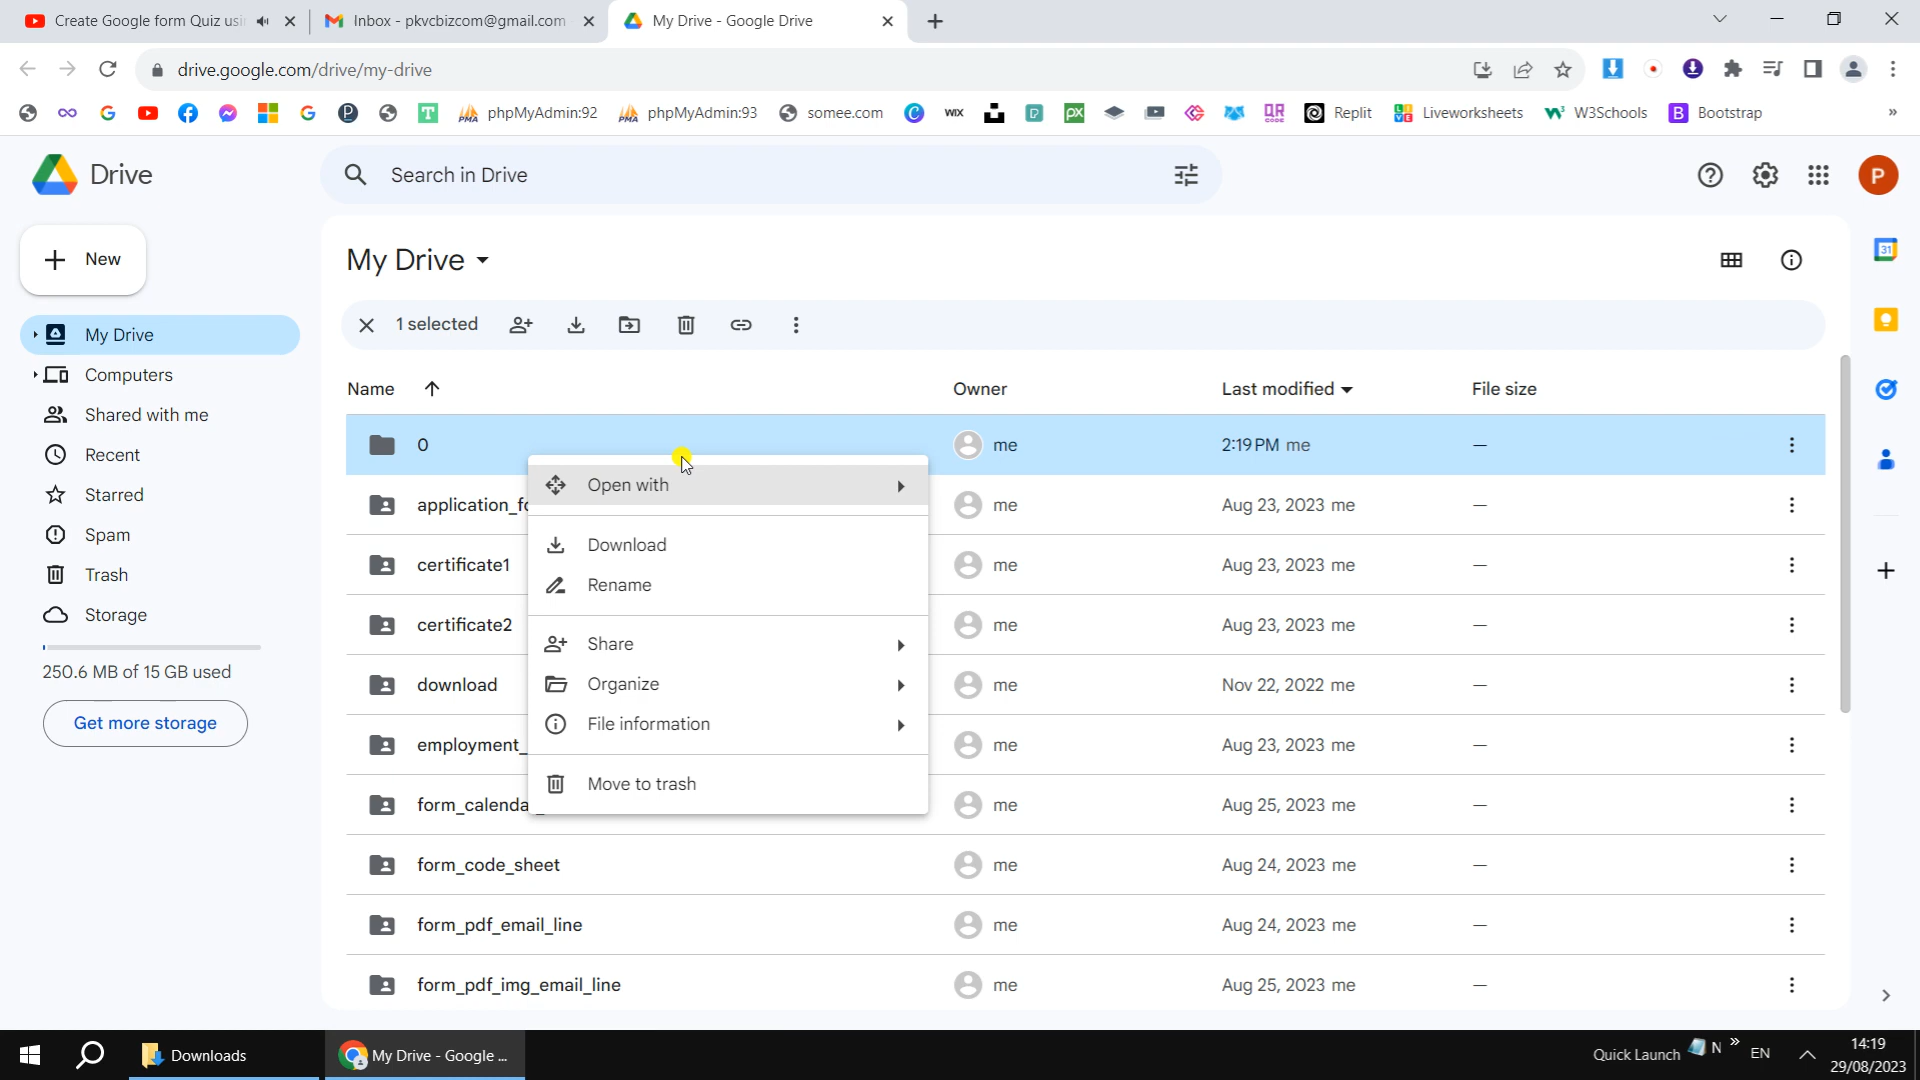 Create Google form Quiz usin
Inbox - pkvcbizcom@gmail.com
My Drive - Google Drive
drive.google.com/drive/my-drive
phpMyAdmin:92
phpMyAdmin:93
somee.com
WIX
Replit
Liveworksheets
W3Schools
Bootstrap
Drive
Search in Drive
P
New
My Drive
Computers
Shared with me
Recent
Starred
Spam
Trash
Storage
250.6 MB of 15 GB used
Get more storage
My Drive
1 selected
Name Owner Last modified File size
0 me 2:19 PM me —
application_fo me Aug 23, 2023 me —
certificate1 me Aug 23, 2023 me —
certificate2 me Aug 23, 2023 me —
download me Nov 22, 2022 me —
employment_ me Aug 23, 2023 me —
form_calenda me Aug 25, 2023 me —
form_code_sheet me Aug 24, 2023 me —
form_pdf_email_line me Aug 24, 2023 me —
form_pdf_img_email_line me Aug 25, 2023 me —
Open with
Download
Rename
Share
Organize
File information
Move to trash
31
Downloads
My Drive - Google ...
Quick Launch
N
EN
14:19
29/08/2023